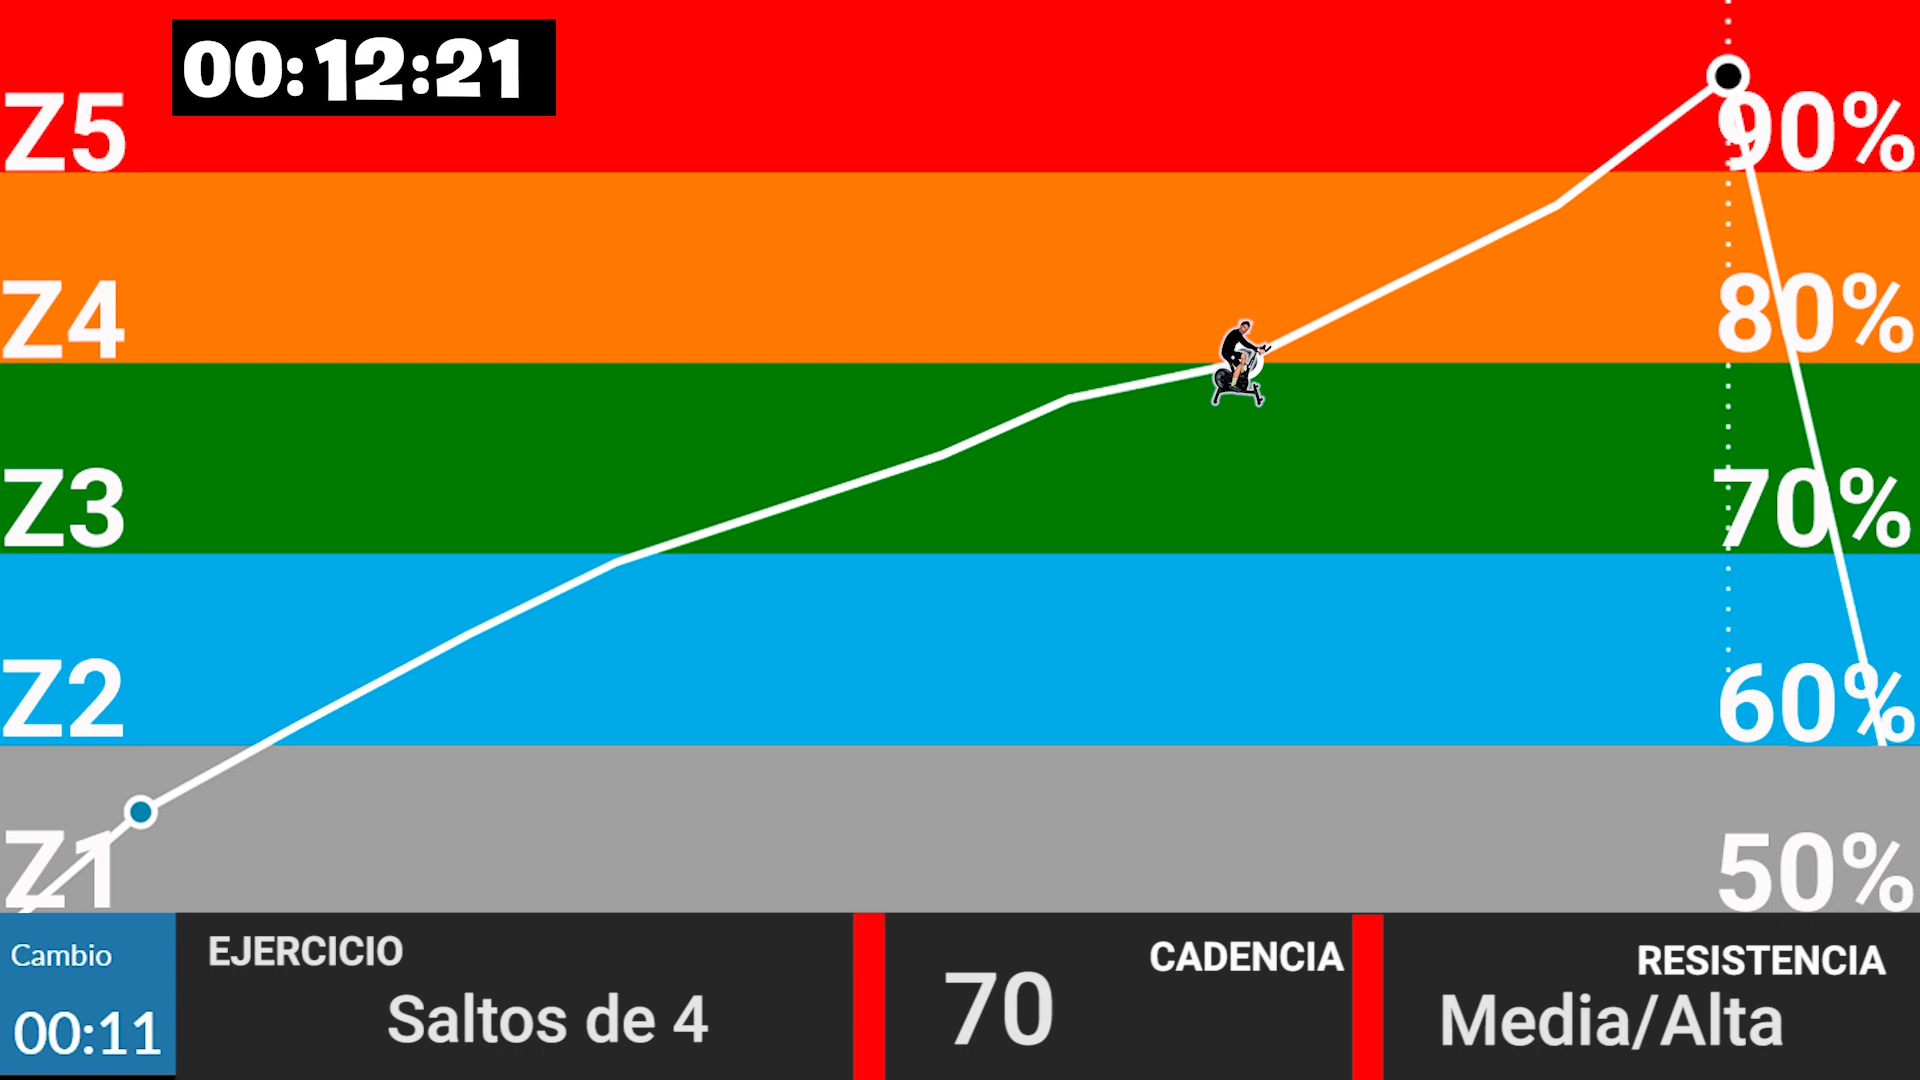 00:12:21
Z5
90%
Z4
80%
Z3
70%
Z2
60%
Z1
50%
Cambio
00:11
EJERCICIO
Saltos de 4
CADENCIA
70
RESISTENCIA
Media/Alta